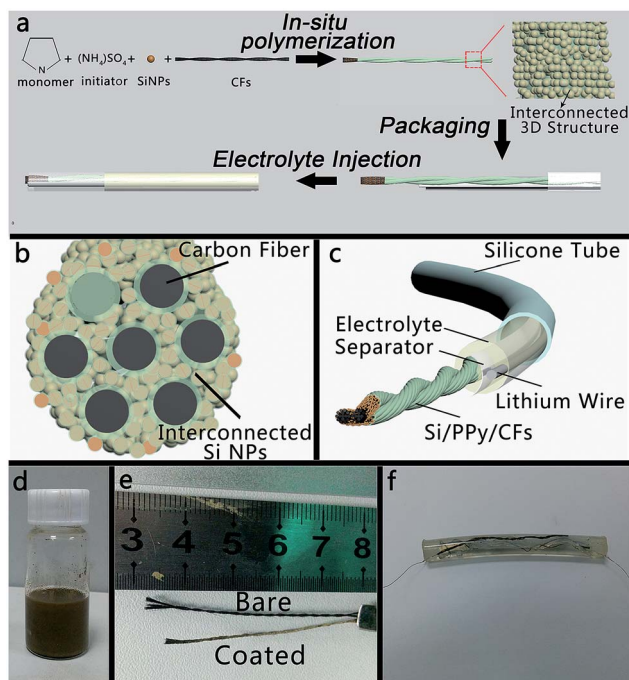 a
In-situ
polymerization
+ (NH₄)SO₄+ + 
N
monomer initiator SiNPs CFs
Interconnected
3D Structure
Packaging
Electrolyte Injection
b
Carbon Fiber
Interconnected
Si NPs
c
Silicone Tube
Electrolyte
Separator
Lithium Wire
Si/PPy/CFs
d
e
3 4 5 6 7 8
Bare
Coated
f